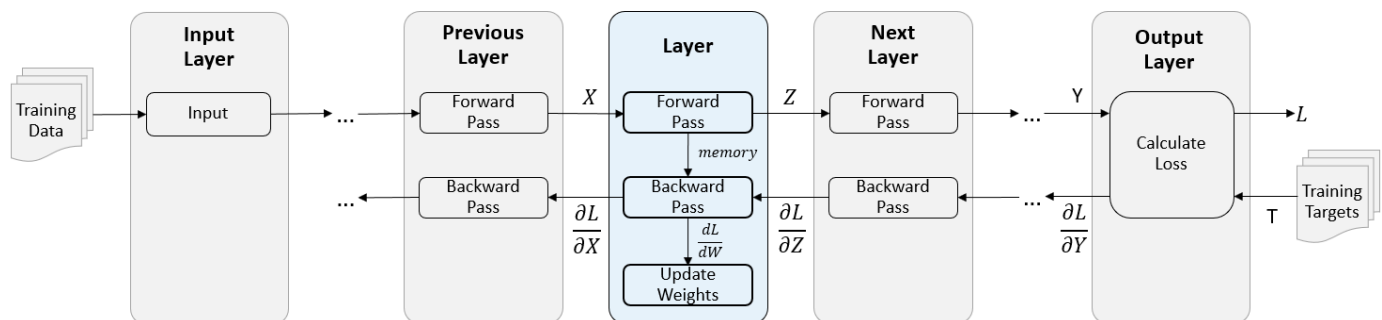 Input
Layer
Previous
Layer
Layer
Next
Layer
Output
Layer
Training
Data
Input
...
Forward
Pass
X
Forward
Pass
Z
Forward
Pass
...
Y
Calculate
Loss
L
memory
...
Backward
Pass
∂L
∂X
Backward
Pass
∂L
∂Z
Backward
Pass
...
∂L
∂Y
T
Training
Targets
dL
dW
Update
Weights